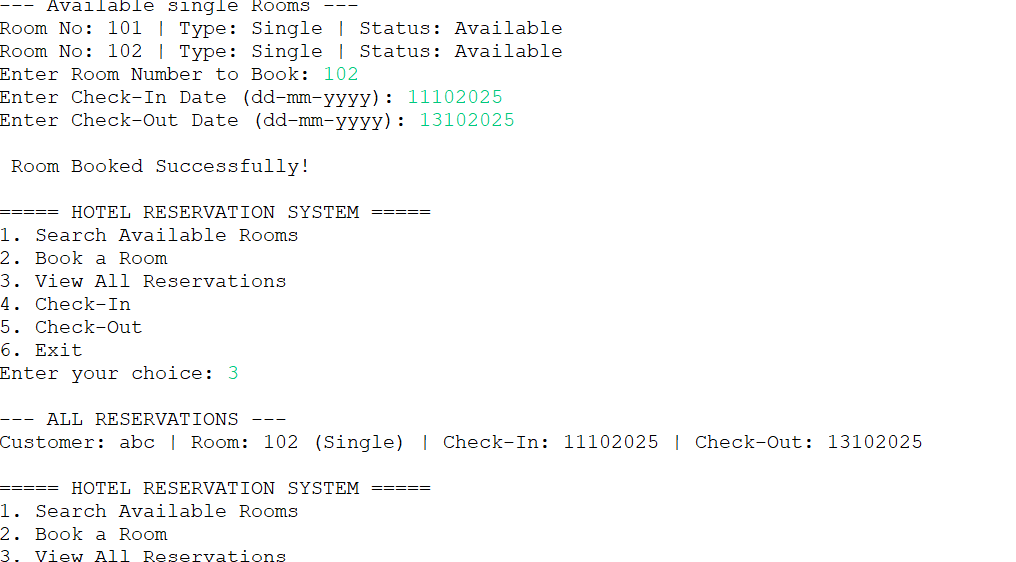 --- Available single Rooms ---
Room No: 101 | Type: Single | Status: Available
Room No: 102 | Type: Single | Status: Available
Enter Room Number to Book: 102
Enter Check-In Date (dd-mm-yyyy): 11102025
Enter Check-Out Date (dd-mm-yyyy): 13102025
Room Booked Successfully!
===== HOTEL RESERVATION SYSTEM =====
1. Search Available Rooms
2. Book a Room
3. View All Reservations
4. Check-In
5. Check-Out
6. Exit
Enter your choice: 3
--- ALL RESERVATIONS ---
Customer: abc | Room: 102 (Single) | Check-In: 11102025 | Check-Out: 13102025
===== HOTEL RESERVATION SYSTEM =====
1. Search Available Rooms
2. Book a Room
3. View All Reservations